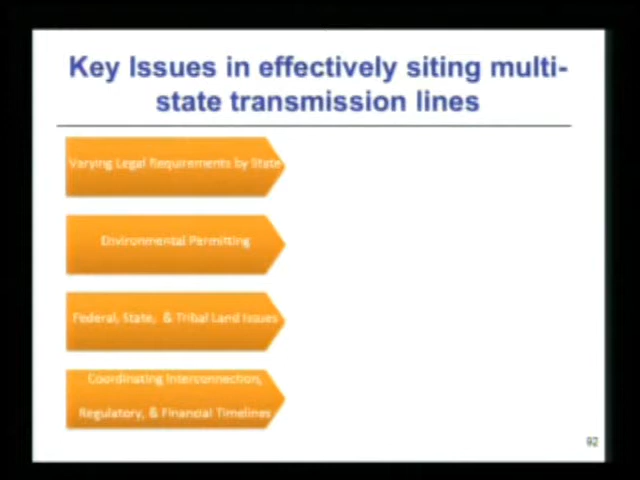 Key Issues in effectively siting multi-
state transmission lines
Varying Legal Requirements by State
Environmental Permitting
Federal, State, & Tribal Land Issues
Coordinating Interconnection,
Regulatory, & Financial Timelines
92